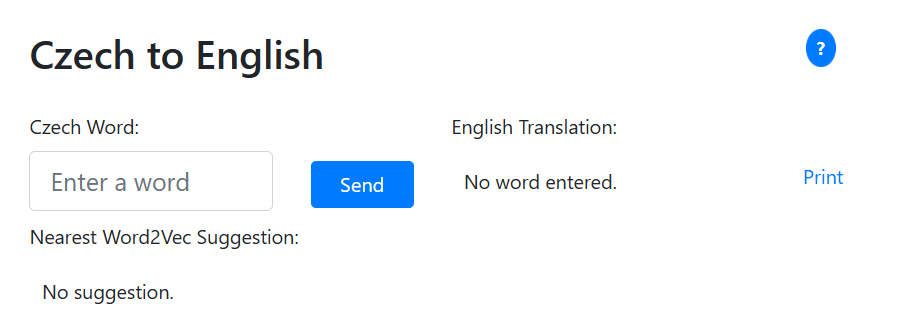 Czech to English
?
Czech Word:
Enter a word
Send
English Translation:
No word entered.
Print
Nearest Word2Vec Suggestion:
No suggestion.